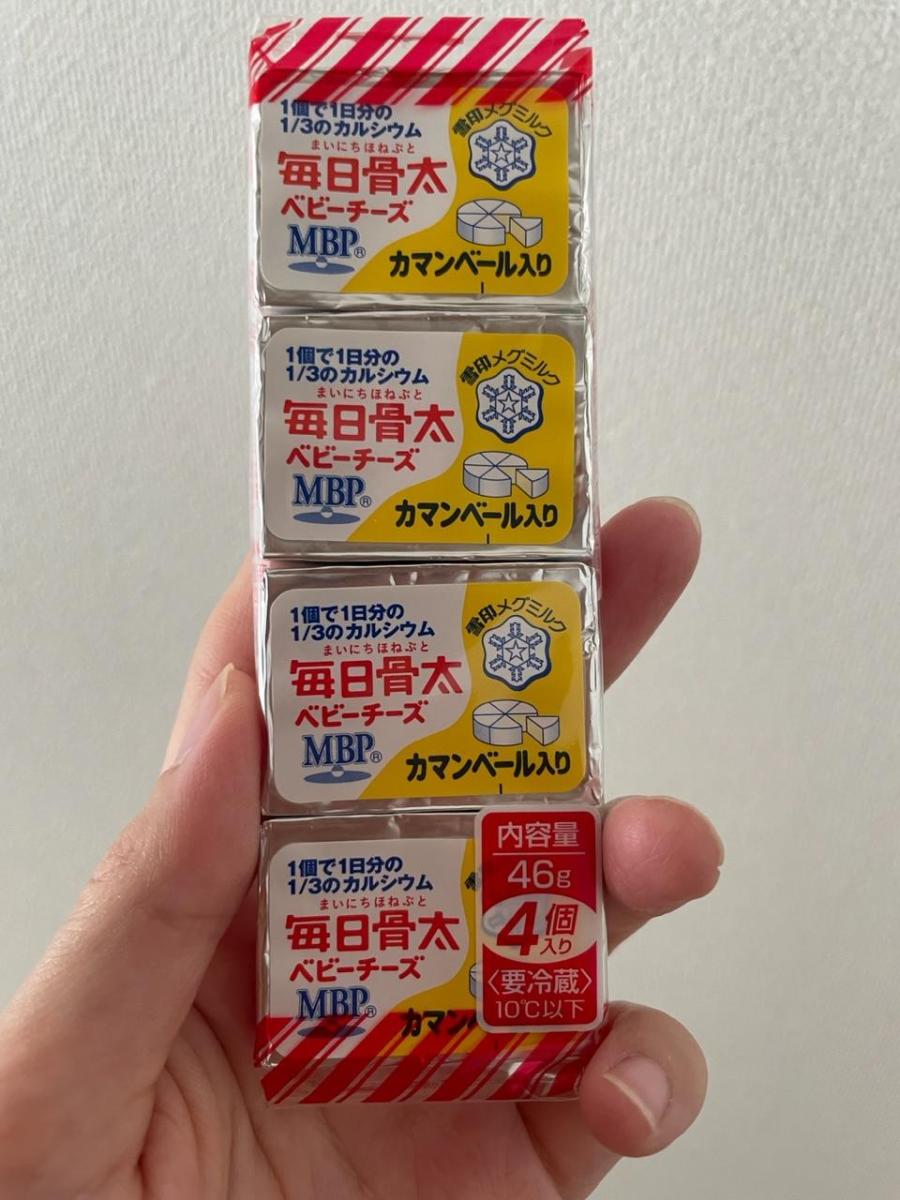 1個で1日分の
1/3のカルシウム
まいにちほねぶと
毎日骨太
ベビーチーズ
MBP®
雪印メグミルク
カマンベール入り
1個で1日分の
1/3のカルシウム
まいにちほねぶと
毎日骨太
ベビーチーズ
MBP®
雪印メグミルク
カマンベール入り
1個で1日分の
1/3のカルシウム
まいにちほねぶと
毎日骨太
ベビーチーズ
MBP®
雪印メグミルク
カマンベール入り
1個で1日分の
1/3のカルシウム
まいにちほねぶと
毎日骨太
ベビーチーズ
MBP®
カマン
内容量
46g
4個
入り
〈要冷蔵〉
10℃以下